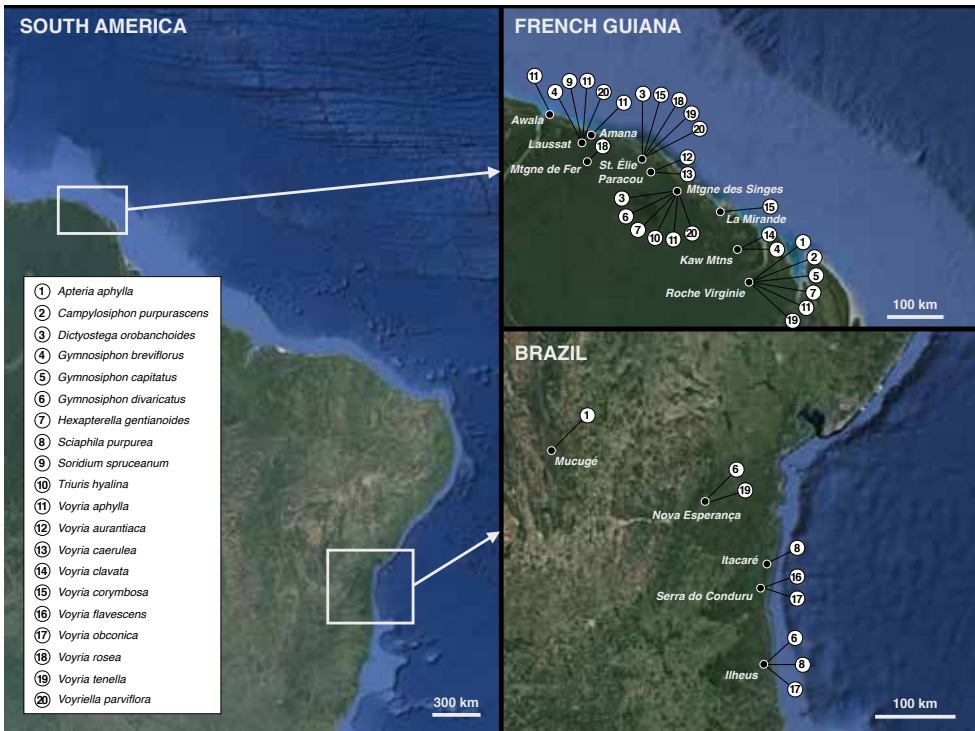 SOUTH AMERICA
1 Apteria aphylla
2 Campylosiphon purpurascens
3 Dictyostega orobanchoides
4 Gymnosiphon breviflorus
5 Gymnosiphon capitatus
6 Gymnosiphon divaricatus
7 Hexapterella gentianoides
8 Sciaphila purpurea
9 Soridium spruceanum
10 Triuris hyalina
11 Voyria aphylla
12 Voyria aurantiaca
13 Voyria caerulea
14 Voyria clavata
15 Voyria corymbosa
16 Voyria flavescens
17 Voyria obconica
18 Voyria rosea
19 Voyria tenella
20 Voyriella parviflora
300 km
FRENCH GUIANA
11
4
9
11
20
11
3
15
18
19
20
Awala
Amana
Laussat
18
Mtgne de Fer
St. Élie
12
Paracou
13
Mtgne des Singes
3
6
7
10
11
20
15
La Mirande
14
4
Kaw Mtns
1
2
5
7
11
19
Roche Virginie
100 km
BRAZIL
1
Mucugé
6
19
Nova Esperança
8
Itacaré
16
Serra do Conduru
17
6
8
Ilheus
17
100 km